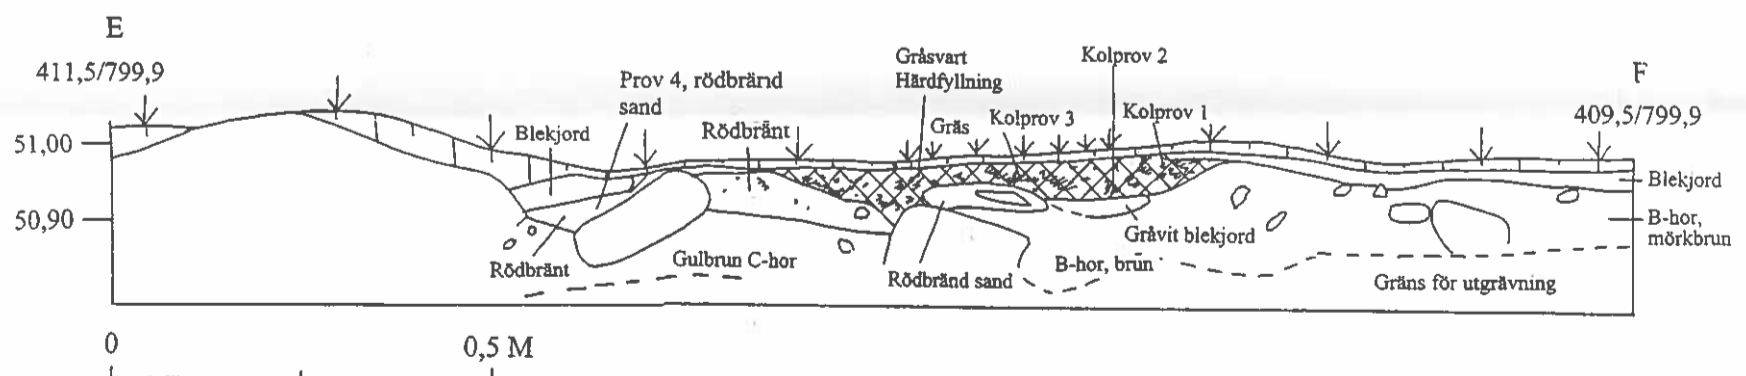 E
411,5/799,9
Prov 4, rödbränd
sand
Blekjord
Rödbränt
Gråsvart
Härdfyllning
Gräs
Kolprov 3
Kolprov 2
Kolprov 1
F
409,5/799,9
51,00
50,90
Blekjord
B-hor,
mörkbrun
Rödbränt
Gulbrun C-hor
Rödbränd sand
B-hor, brun
Gråvit blekjord
Gräns för utgrävning
0
0,5 M